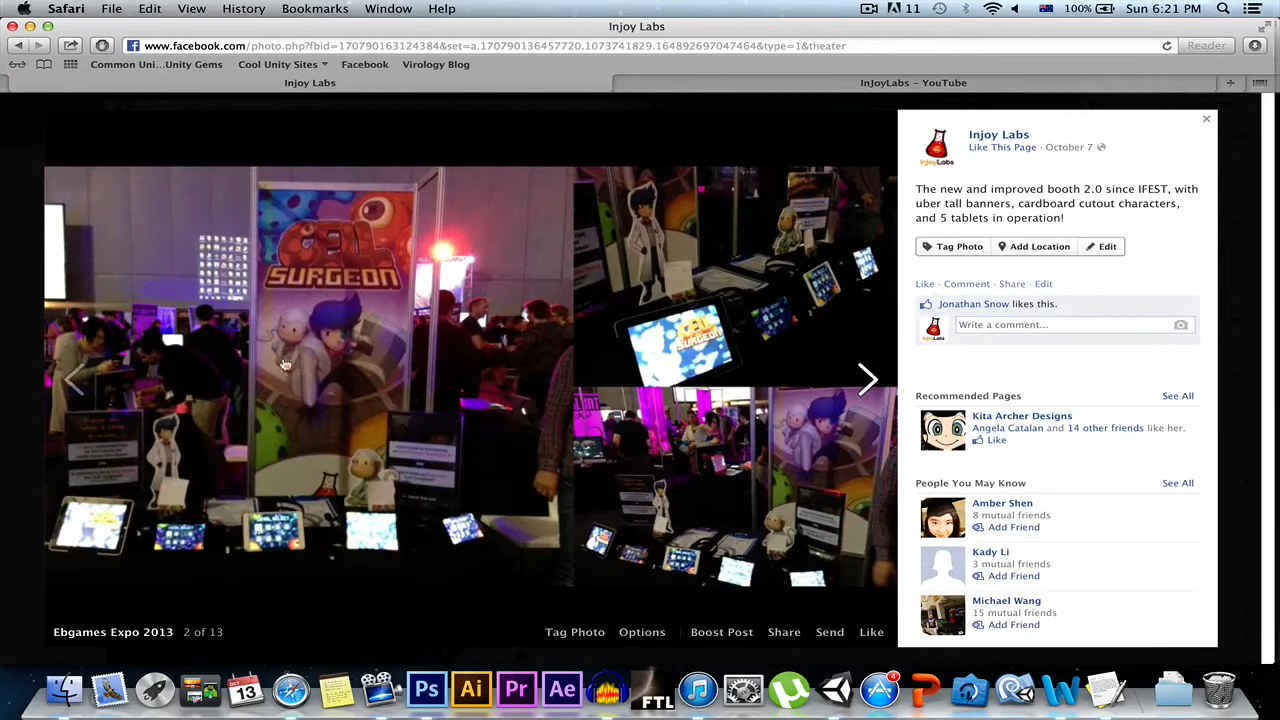 Safari File Edit View History Bookmarks Window Help
11 100% Sun 6:21 PM
Injoy Labs
www.facebook.com/photo.php?fbid=170790163124384&set=a.170790136457720.1073741829.164892697047464&type=1&theater
Reader
Common Uni...Unity Gems Cool Unity Sites Facebook Virology Blog
Injoy Labs
InJoyLabs - YouTube
CELL
SURGEON
CELL
SURGEON
InjoyLabs
Injoy Labs
Like This Page · October 7
The new and improved booth 2.0 since IFEST, with
uber tall banners, cardboard cutout characters,
and 5 tablets in operation!
Tag Photo Add Location Edit
Like · Comment · Share · Edit
Jonathan Snow likes this.
Write a comment...
Recommended Pages See All
Kita Archer Designs
Angela Catalan and 14 other friends like her.
Like
People You May Know See All
Amber Shen
8 mutual friends
Add Friend
Kady Li
3 mutual friends
Add Friend
Michael Wang
15 mutual friends
Add Friend
Ebgames Expo 2013 2 of 13
Tag Photo Options Boost Post Share Send Like
OCT
13
Ps Ai Pr Ae FTL
4